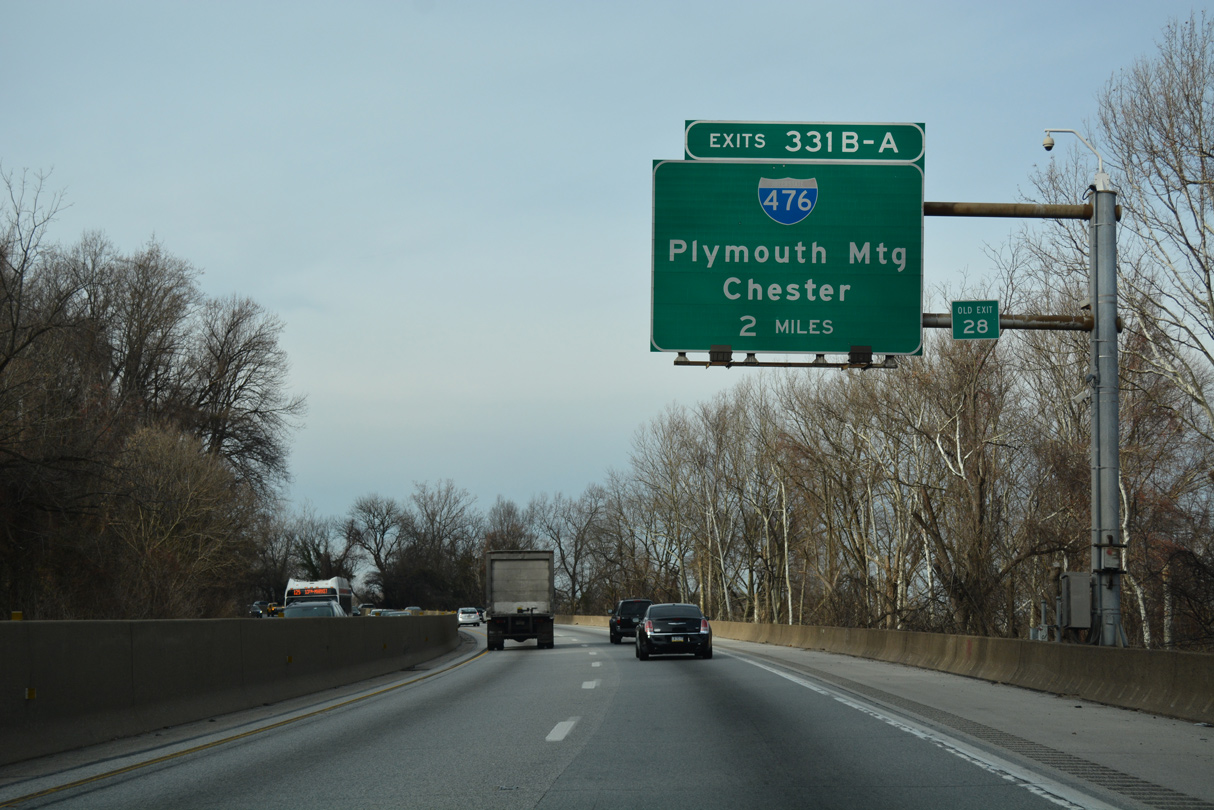 EXITS 331B-A
476
Plymouth Mtg
Chester
2 MILES
OLD EXIT
28